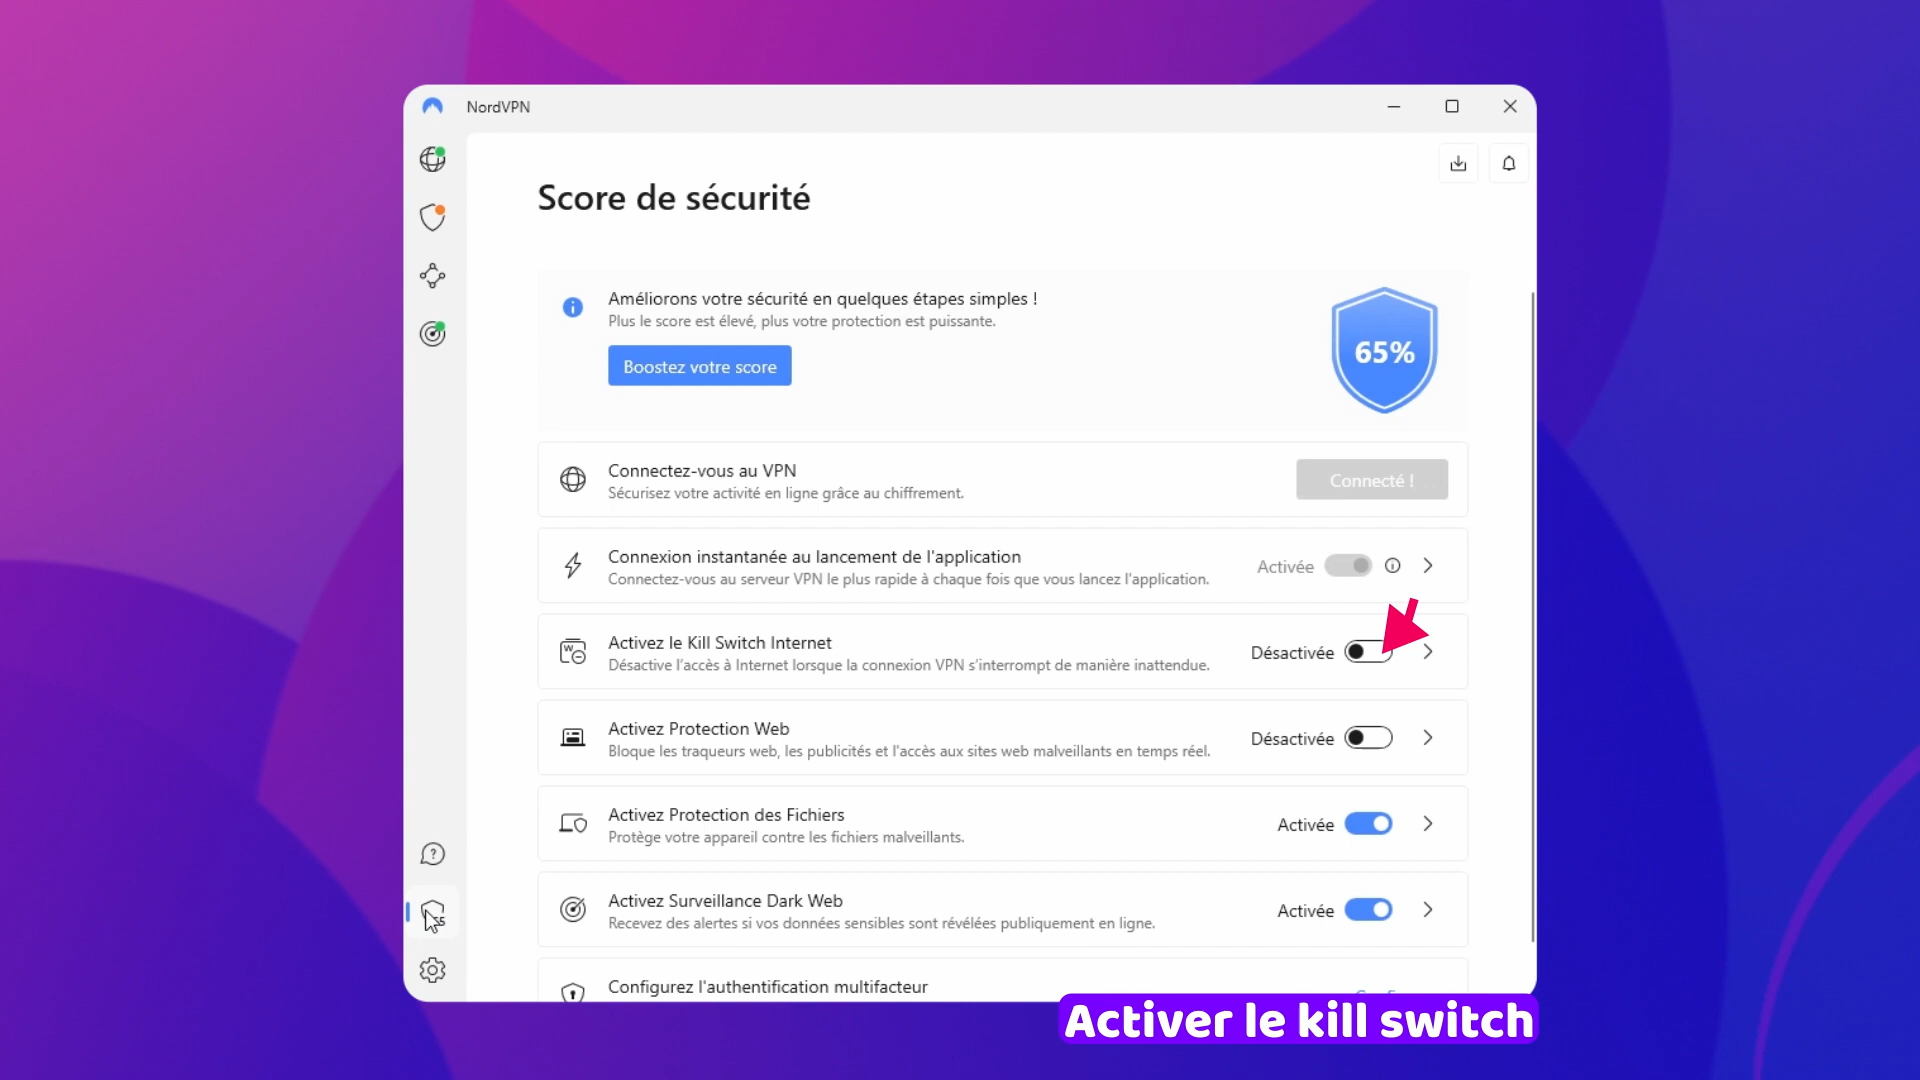 NordVPN
Score de sécurité
Améliorons votre sécurité en quelques étapes simples !
Plus le score est élevé, plus votre protection est puissante.
65%
Boostez votre score
Connectez-vous au VPN
Sécurisez votre activité en ligne grâce au chiffrement.
Connecté !
Connexion instantanée au lancement de l'application
Connectez-vous au serveur VPN le plus rapide à chaque fois que vous lancez l'application.
Activée
Activez le Kill Switch Internet
Désactive l’accès à Internet lorsque la connexion VPN s’interrompt de manière inattendue.
Désactivée
Activez Protection Web
Bloque les traqueurs web, les publicités et l'accès aux sites web malveillants en temps réel.
Désactivée
Activez Protection des Fichiers
Protège votre appareil contre les fichiers malveillants.
Activée
Activez Surveillance Dark Web
Recevez des alertes si vos données sensibles sont révélées publiquement en ligne.
Activée
Configurez l'authentification multifacteur
Activer le kill switch